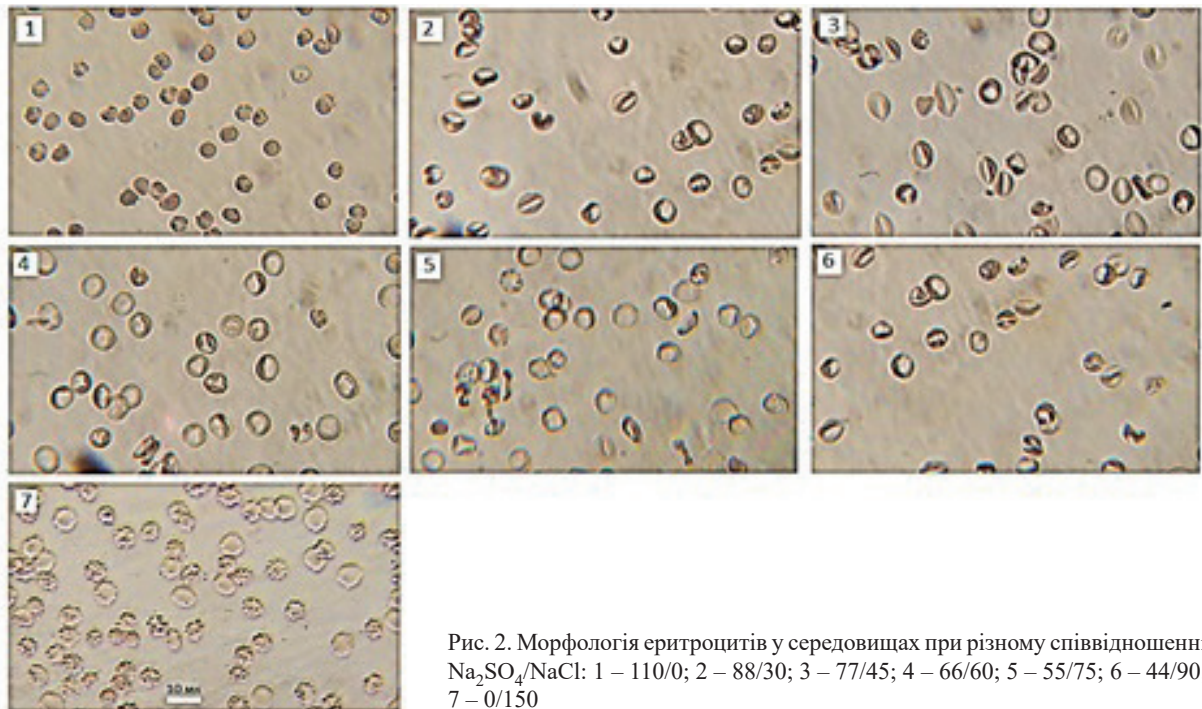 1
2
3
4
5
6
7
10 мк
Рис. 2. Морфологія еритроцитів у середовищах при різному співвідношенні
Na₂SO₄/NaCl: 1 – 110/0; 2 – 88/30; 3 – 77/45; 4 – 66/60; 5 – 55/75; 6 – 44/90
7 – 0/150